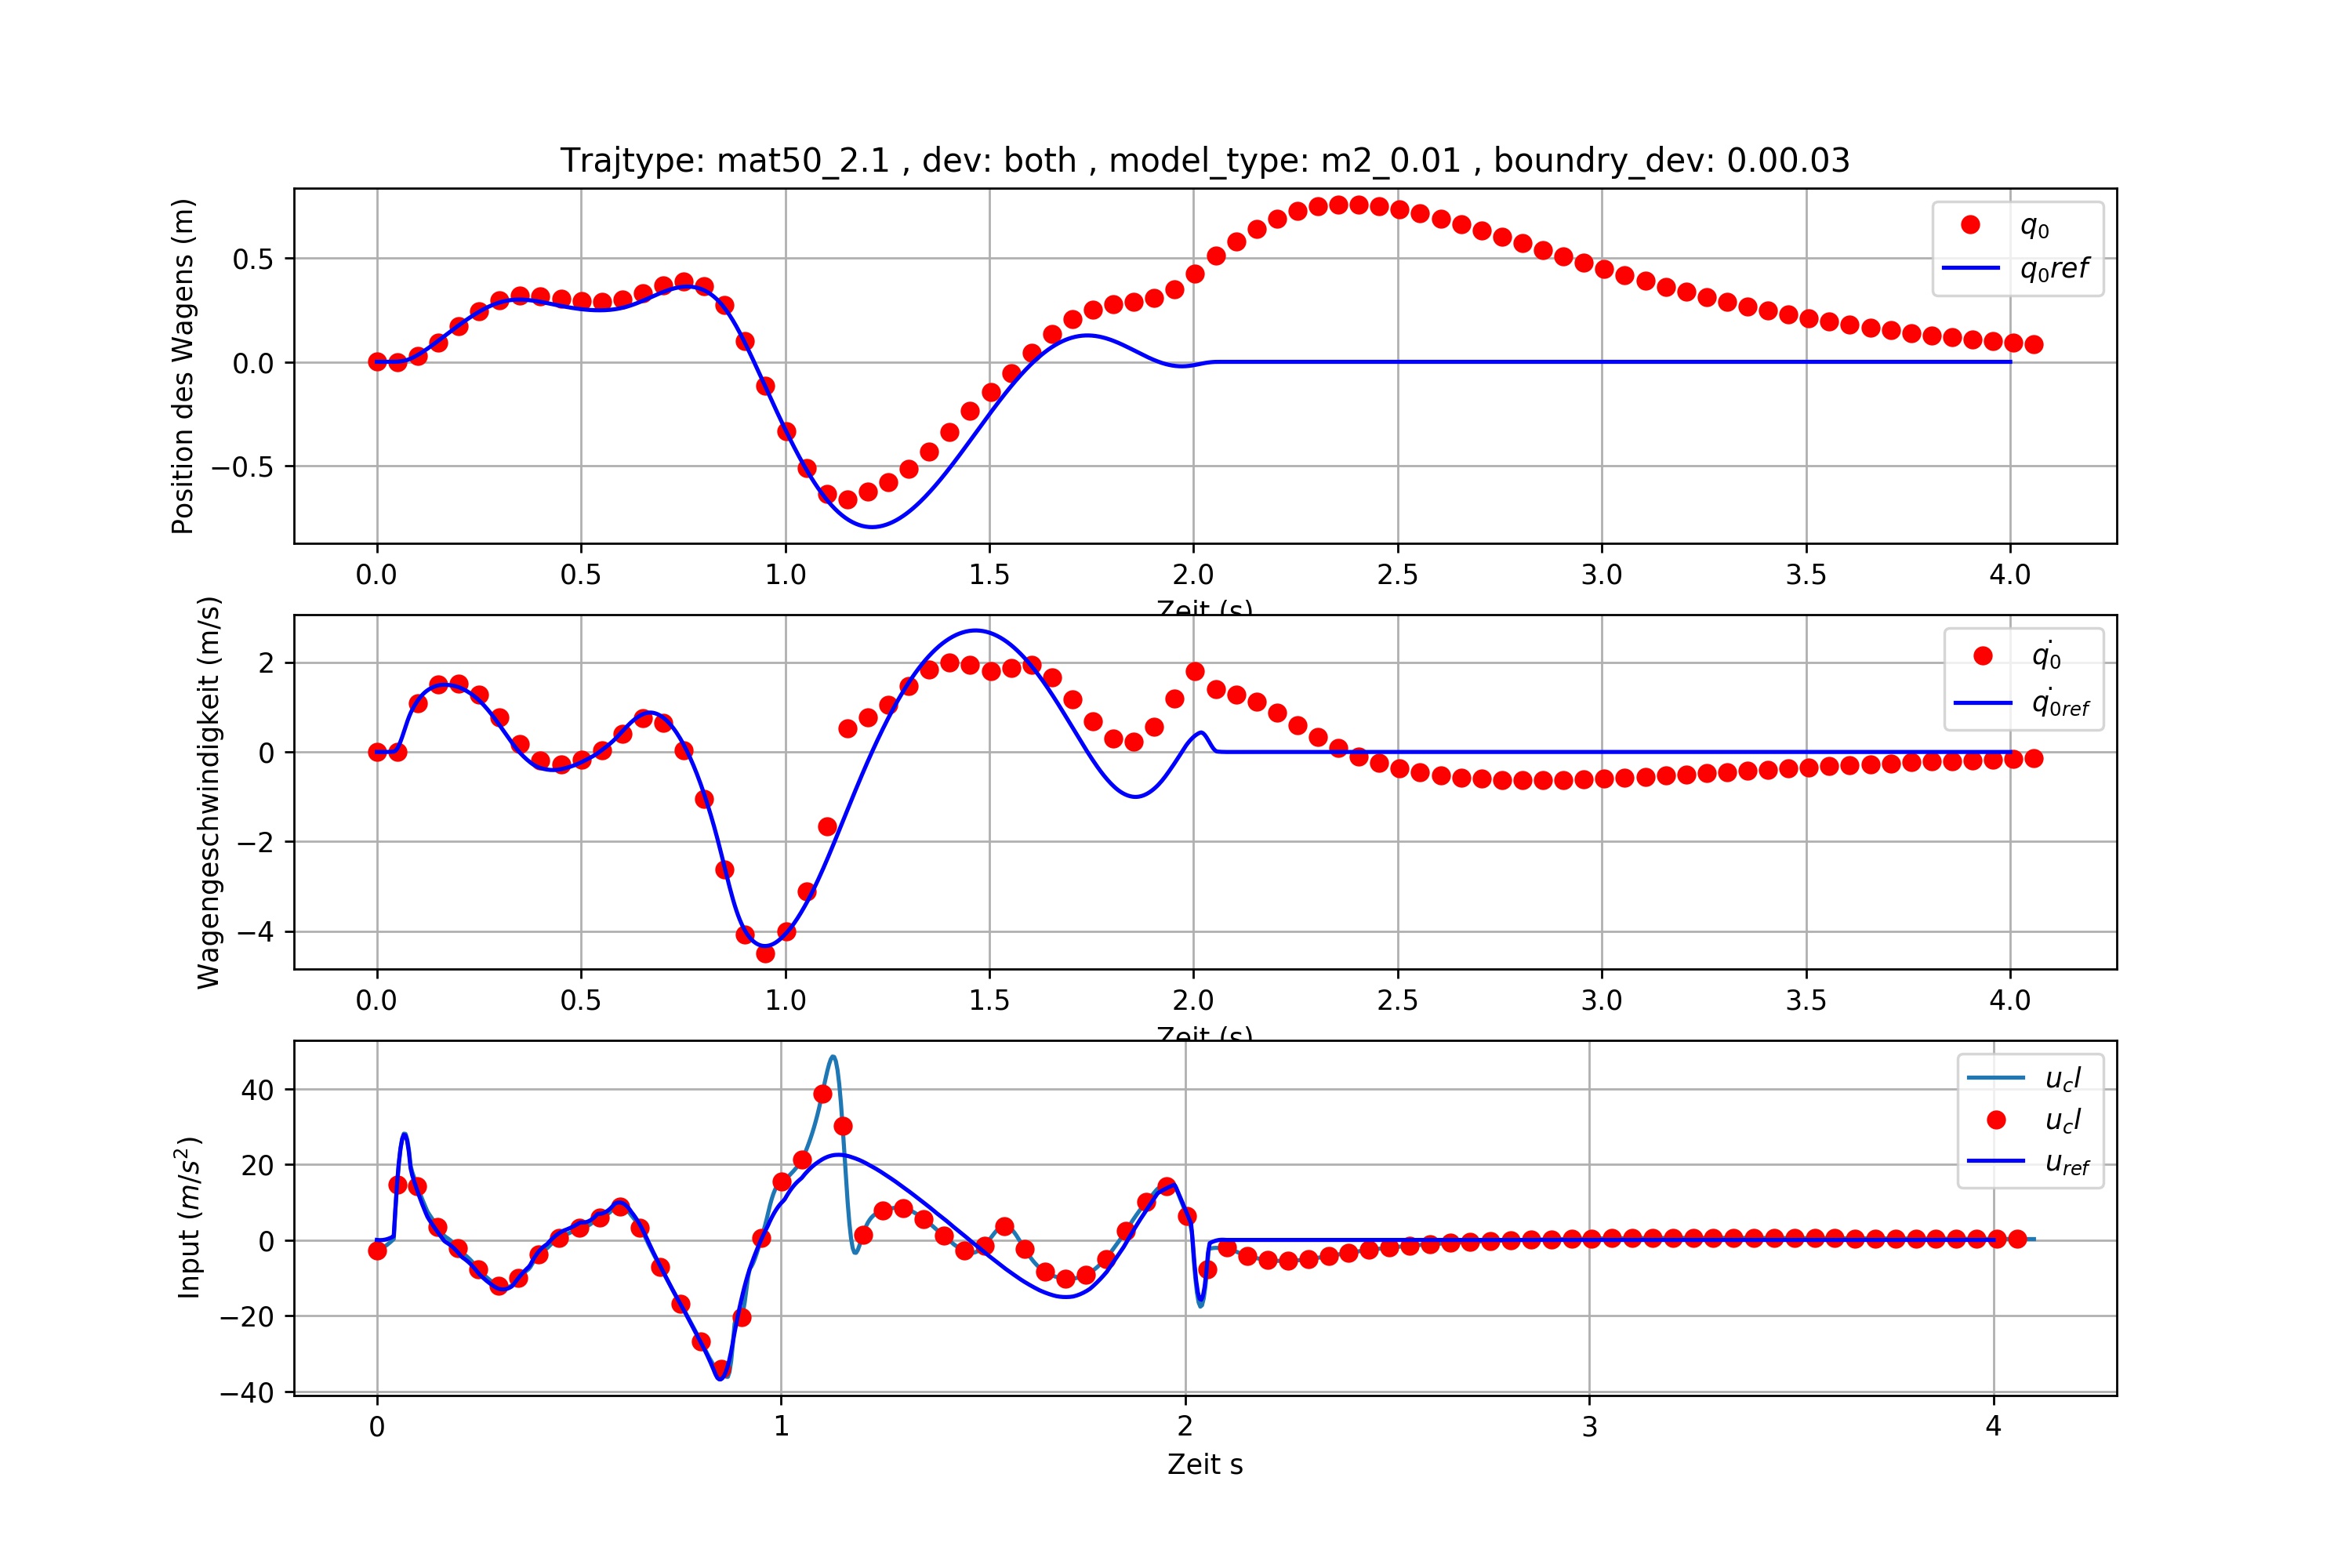 Trajtype: mat50_2.1 , dev: both , model_type: m2_0.01 , boundry_dev: 0.00.03
Position des Wagens (m)
0.5
0.0
−0.5
q₀
q₀ref
0.0 0.5 1.0 1.5 2.0 2.5 3.0 3.5 4.0
Zeit (s)
Wagengeschwindigkeit (m/s)
2
0
−2
−4
q̇₀
q̇₀ref
0.0 0.5 1.0 1.5 2.0 2.5 3.0 3.5 4.0
Zeit (s)
Input (m/s²)
40
20
0
−20
−40
u_cl
u_cl
u_ref
0 1 2 3 4
Zeit s